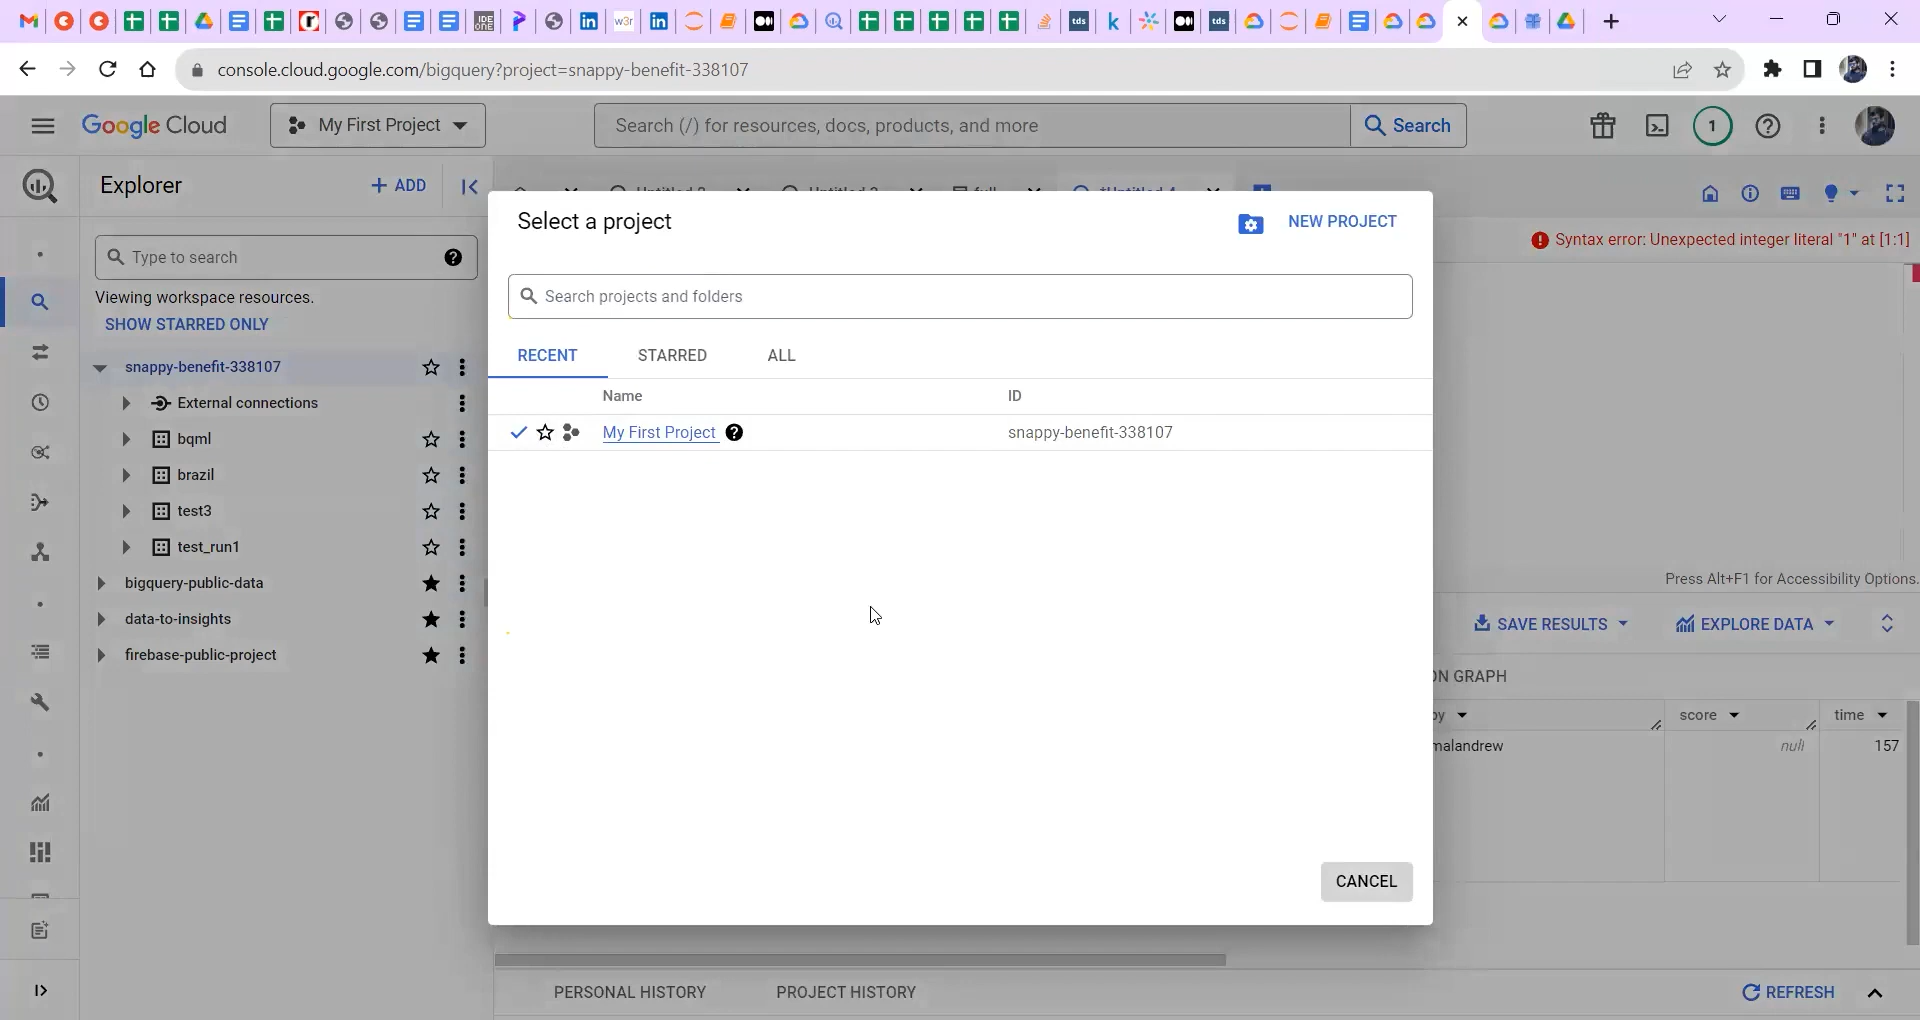 console.cloud.google.com/bigquery?project=snappy-benefit-338107
Google Cloud
My First Project
Search (/) for resources, docs, products, and more
Search
1
Explorer
+ ADD
Select a project
NEW PROJECT
Type to search
Syntax error: Unexpected integer literal "1" at [1:1]
Search projects and folders
Viewing workspace resources.
SHOW STARRED ONLY
RECENT
STARRED
ALL
snappy-benefit-338107
Name
ID
External connections
My First Project
snappy-benefit-338107
bqml
brazil
test3
test_run1
bigquery-public-data
Press Alt+F1 for Accessibility Options.
data-to-insights
SAVE RESULTS
EXPLORE DATA
firebase-public-project
ON GRAPH
by
score
time
malandrew
null
157
CANCEL
PERSONAL HISTORY
PROJECT HISTORY
REFRESH